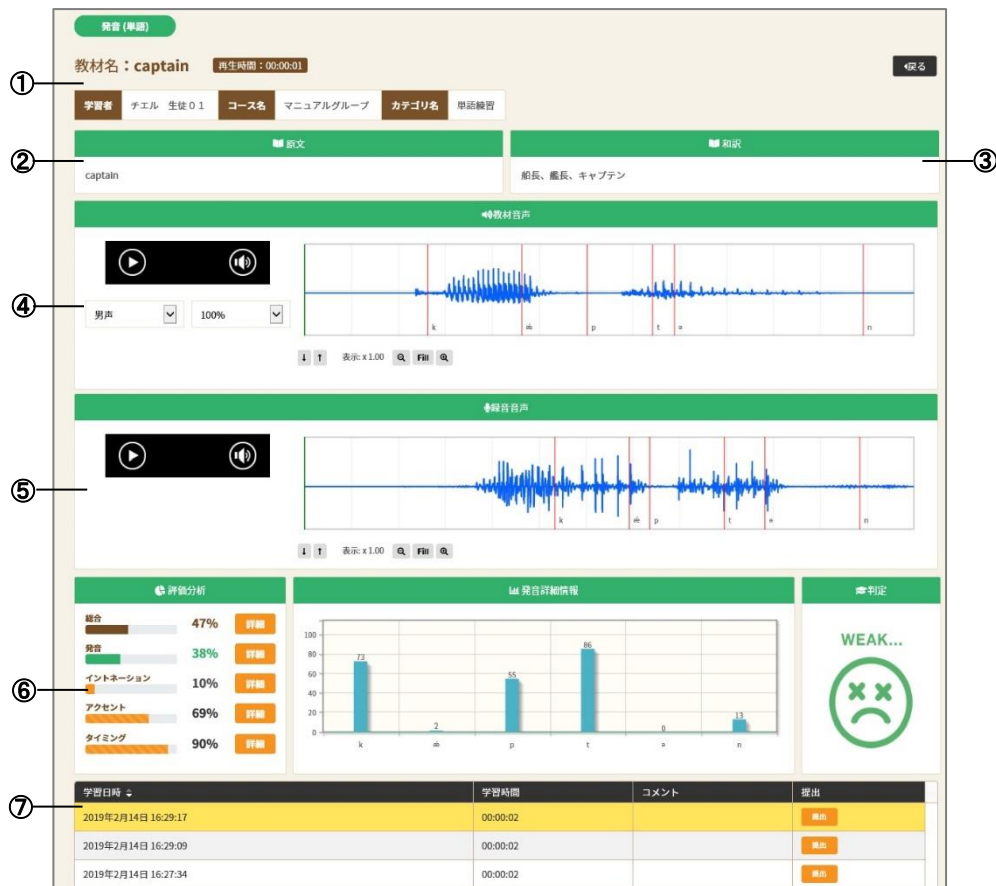 発音 (単語)
教材名：captain 再生時間：00:00:01 戻る
①
学習者 チエル 生徒０１ コース名 マニュアルグループ カテゴリ名 単語練習
② 原文 和訳 ③
captain 船長、艦長、キャプテン
教材音声
④
男声 100%
k æ p t ə n
表示: x 1.00 Fill
録音音声
⑤
k æ p t ə n
表示: x 1.00 Fill
評価分析 発音詳細情報 判定
総合 47% 詳細
発音 38% 詳細
イントネーション 10% 詳細
アクセント 69% 詳細
タイミング 90% 詳細
⑥
100
80
60
40
20
0
73 2 55 86 0 13
k æ p t ə n
WEAK...
⑦
学習日時 学習時間 コメント 提出
2019年2月14日 16:29:17 00:00:02 提出
2019年2月14日 16:29:09 00:00:02 提出
2019年2月14日 16:27:34 00:00:02 提出